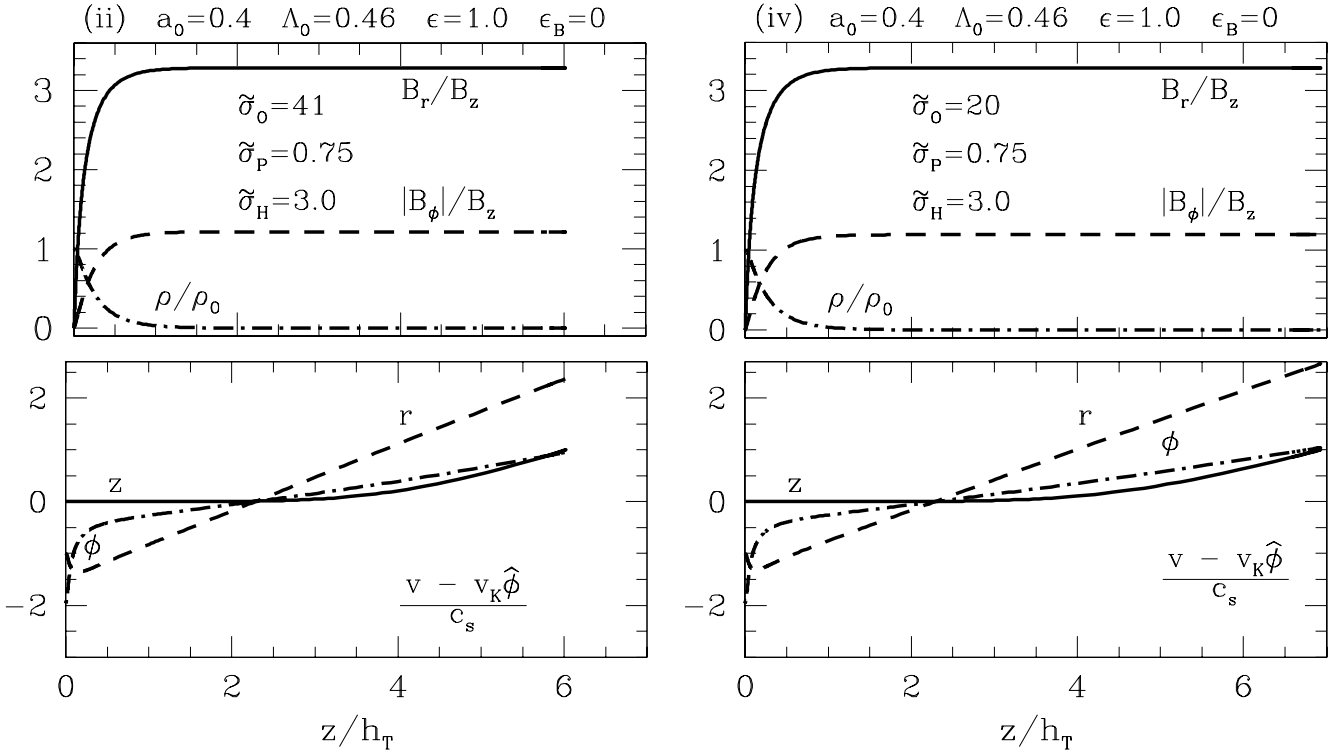 (ii) a₀=0.4 Λ₀=0.46 ϵ=1.0 ϵ_B=0
3
2
1
0
B_r/B_z
σ̃_O=41
σ̃_P=0.75
σ̃_H=3.0
|B_ϕ|/B_z
ρ/ρ₀
2
0
−2
r
z
ϕ
v − v_K ϕ̂
c_s
0 2 4 6
z/h_T
(iv) a₀=0.4 Λ₀=0.46 ϵ=1.0 ϵ_B=0
3
2
1
0
B_r/B_z
σ̃_O=20
σ̃_P=0.75
σ̃_H=3.0
|B_ϕ|/B_z
ρ/ρ₀
2
0
−2
r
ϕ
z
v − v_K ϕ̂
c_s
0 2 4 6
z/h_T